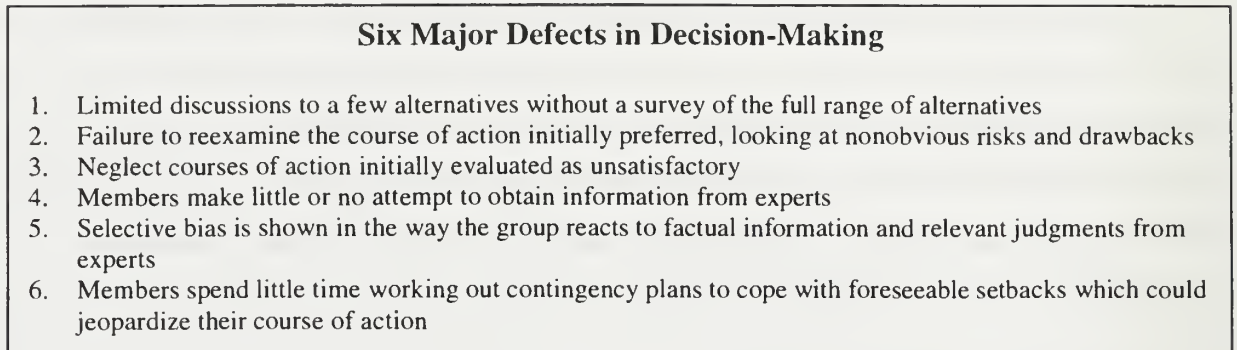 Six Major Defects in Decision-Making
1. Limited discussions to a few alternatives without a survey of the full range of alternatives
2. Failure to reexamine the course of action initially preferred, looking at nonobvious risks and drawbacks
3. Neglect courses of action initially evaluated as unsatisfactory
4. Members make little or no attempt to obtain information from experts
5. Selective bias is shown in the way the group reacts to factual information and relevant judgments from
experts
6. Members spend little time working out contingency plans to cope with foreseeable setbacks which could
jeopardize their course of action